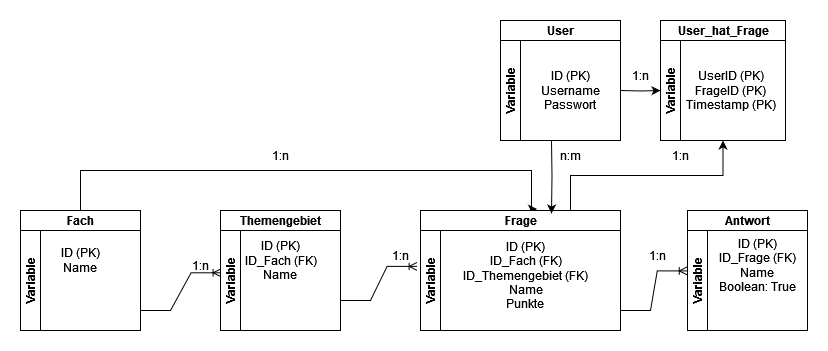 User
Variable
ID (PK)
Username
Passwort
1:n
User_hat_Frage
Variable
UserID (PK)
FrageID (PK)
Timestamp (PK)
1:n
n:m
1:n
Fach
Variable
ID (PK)
Name
1:n
Themengebiet
Variable
ID (PK)
ID_Fach (FK)
Name
1:n
Frage
Variable
ID (PK)
ID_Fach (FK)
ID_Themengebiet (FK)
Name
Punkte
1:n
Antwort
Variable
ID (PK)
ID_Frage (FK)
Name
Boolean: True